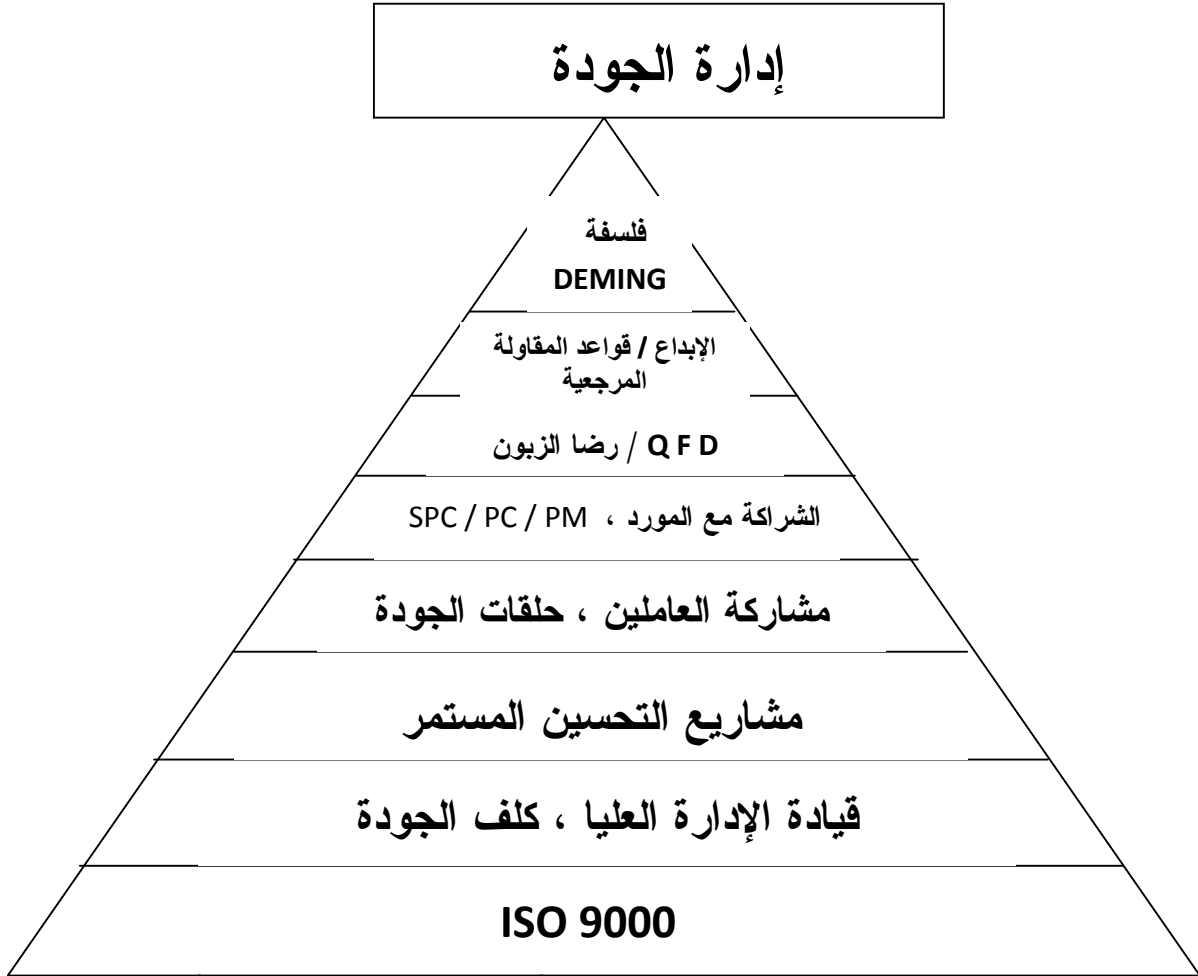 إدارة الجودة
فلسفة
DEMING
الإبداع / قواعد المقاولة
المرجعية
Q F D / رضا الزبون
الشراكة مع المورد ، SPC / PC / PM
مشاركة العاملين ، حلقات الجودة
مشاريع التحسين المستمر
قيادة الإدارة العليا ، كلف الجودة
ISO 9000